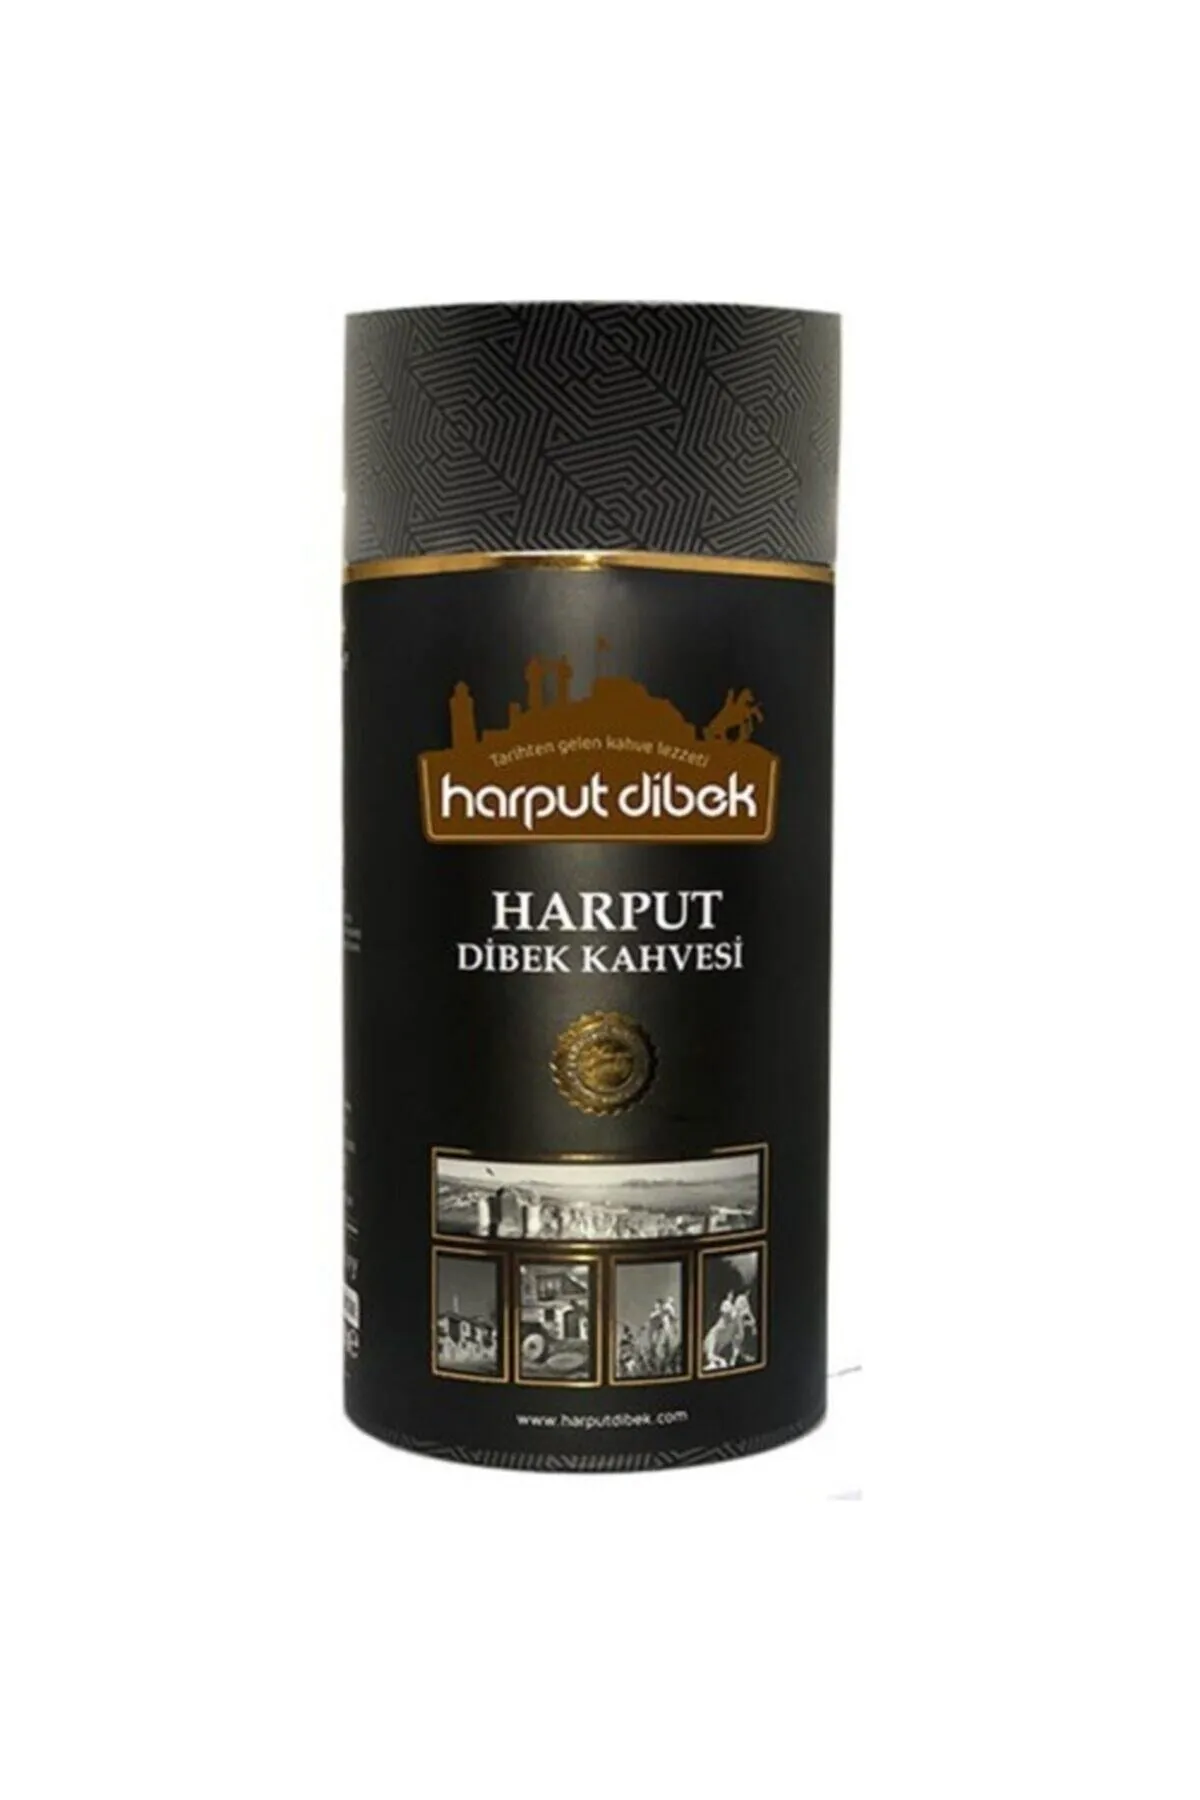 Tarihten gelen kahve lezzeti
harput dibek
HARPUT
DİBEK KAHVESİ
www.harputdibek.com